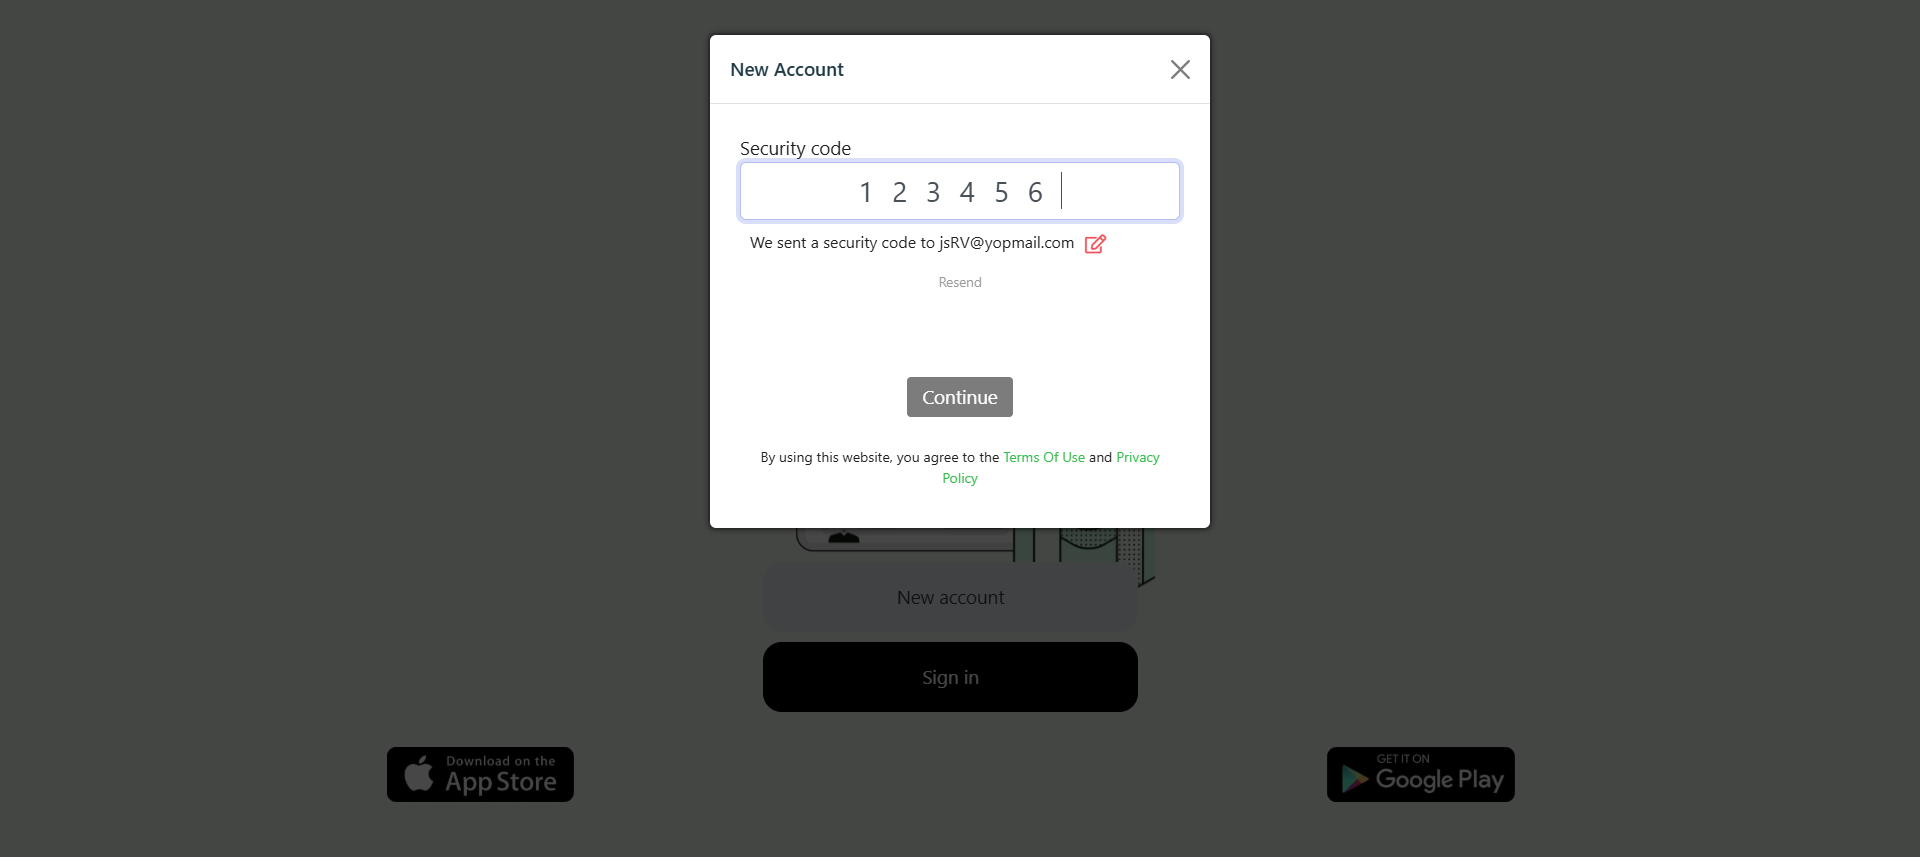 New Account
Security code
1 2 3 4 5 6
We sent a security code to jsRV@yopmail.com
Resend
Continue
By using this website, you agree to the Terms Of Use and Privacy
Policy
New account
Sign in
Download on the
App Store
GET IT ON
Google Play